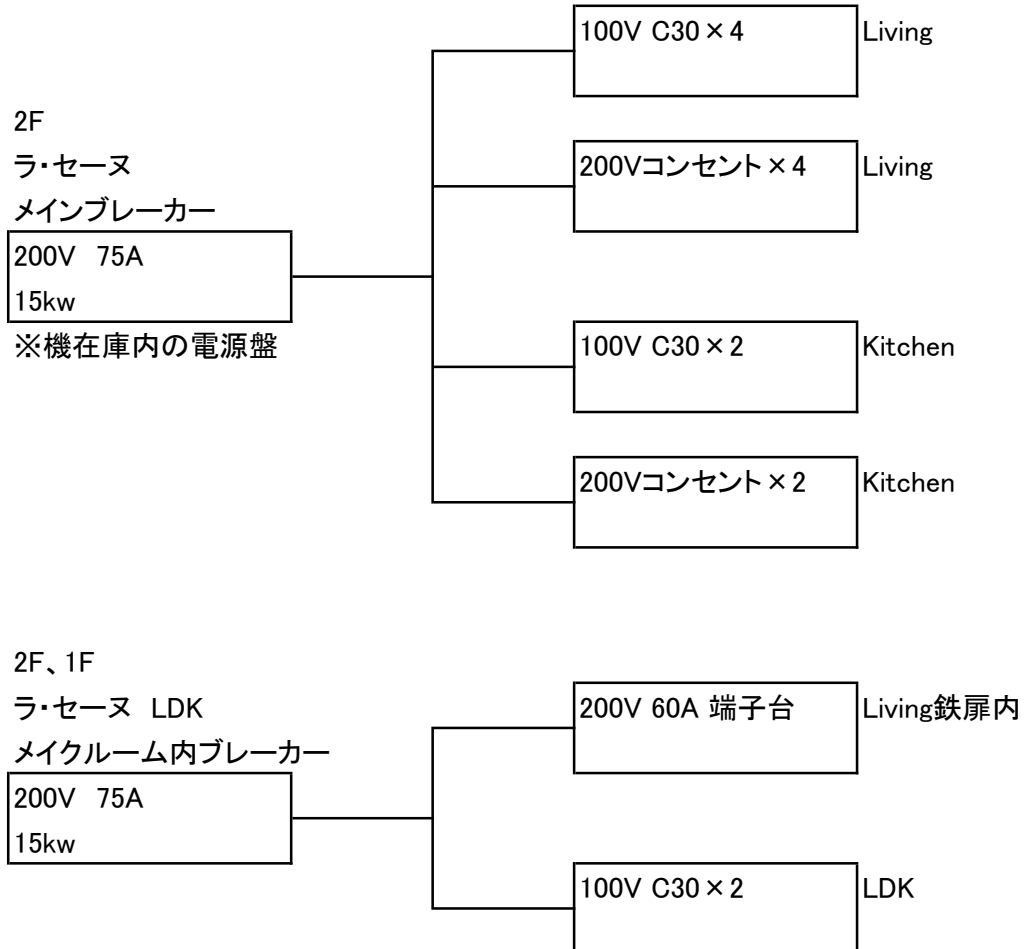 100V C30×4 Living
2F
ラ・セーヌ
メインブレーカー
200Vコンセント×4 Living
200V 75A
15kw
※機在庫内の電源盤
100V C30×2 Kitchen
200Vコンセント×2 Kitchen
2F、1F
ラ・セーヌ LDK
メイクルーム内ブレーカー
200V 60A 端子台 Living鉄扉内
200V 75A
15kw
100V C30×2 LDK